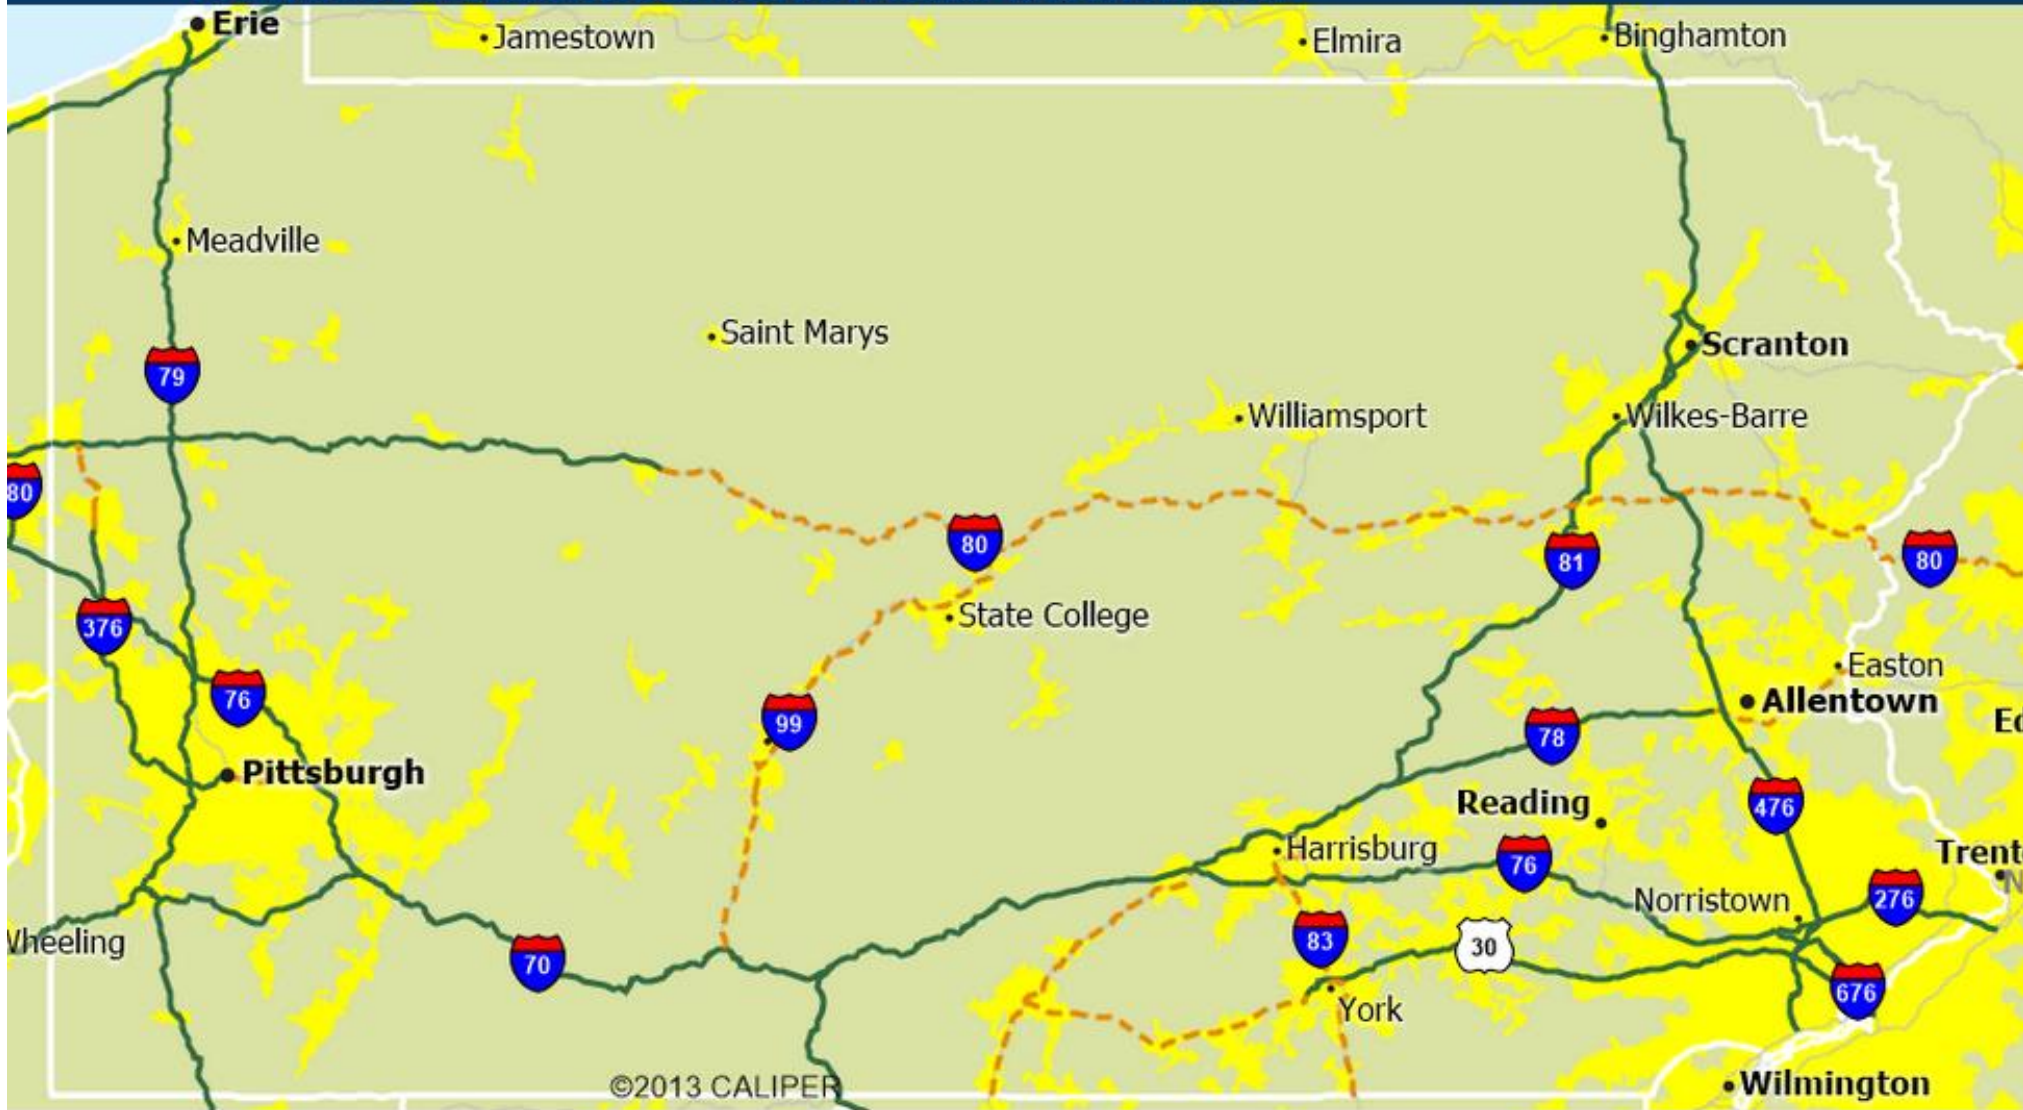 Erie
Jamestown
Elmira
Binghamton
Meadville
Saint Marys
79
Scranton
Williamsport
Wilkes-Barre
80
80
81
80
376
State College
Easton
76
99
Allentown
78
Pittsburgh
Reading
476
Harrisburg
76
276
Norristown
83
30
70
York
676
©2013 CALIPER
Wilmington